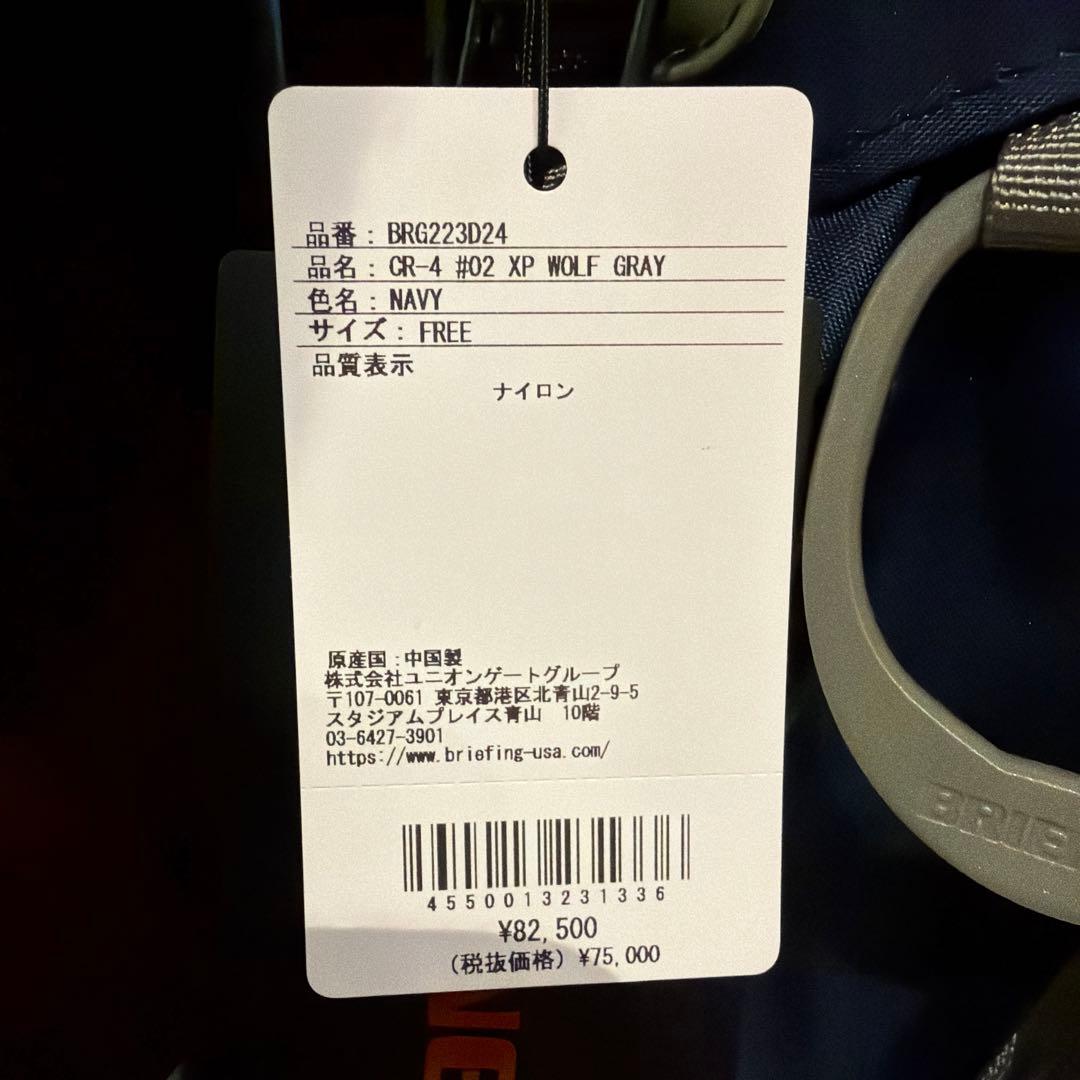 品番: BRG223D24
品名: CR-4 #02 XP WOLF GRAY
色名: NAVY
サイズ: FREE
品質表示
ナイロン
原産国:中国製
株式会社ユニオンゲートグループ
〒107-0061 東京都港区北青山2-9-5
スタジアムプレイス青山 10階
03-6427-3901
https://www.briefing-usa.com/
4550013231336
¥82,500
(税抜価格) ¥75,000
BRIEF